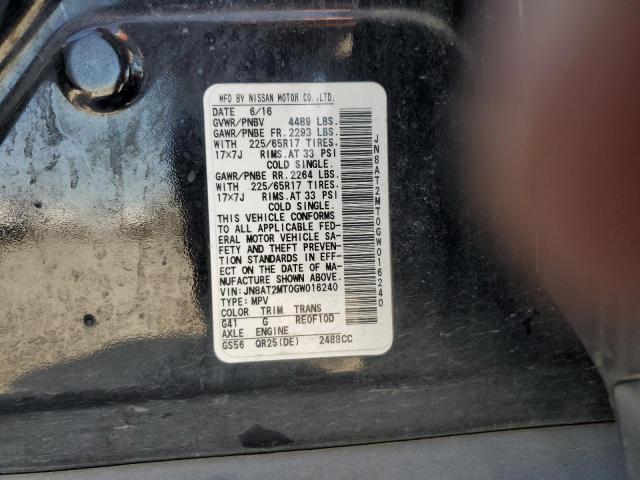 MFD BY NISSAN MOTOR CO.,LTD.
DATE 6/16
GVWR/PNBV 4489 LBS.
GAWR/PNBE FR.2293 LBS.
WITH 225/65R17 TIRES,
17×7J RIMS.AT 33 PSI
COLD SINGLE.
GAWR/PNBE RR.2264 LBS.
WITH 225/65R17 TIRES,
17×7J RIMS.AT 33 PSI
COLD SINGLE.
THIS VEHICLE CONFORMS
TO ALL APPLICABLE FED-
ERAL MOTOR VEHICLE SA-
FETY AND THEFT PREVEN-
TION STANDARDS IN EFF-
ECT ON THE DATE OF MA-
NUFACTURE SHOWN ABOVE.
VIN:JN8AT2MT0GW016240
TYPE:MPV
COLOR TRIM TRANS
G41 G RE0F10D
AXLE ENGINE
GS56 QR25(DE) 2488CC
JN8AT2MT0GW016240